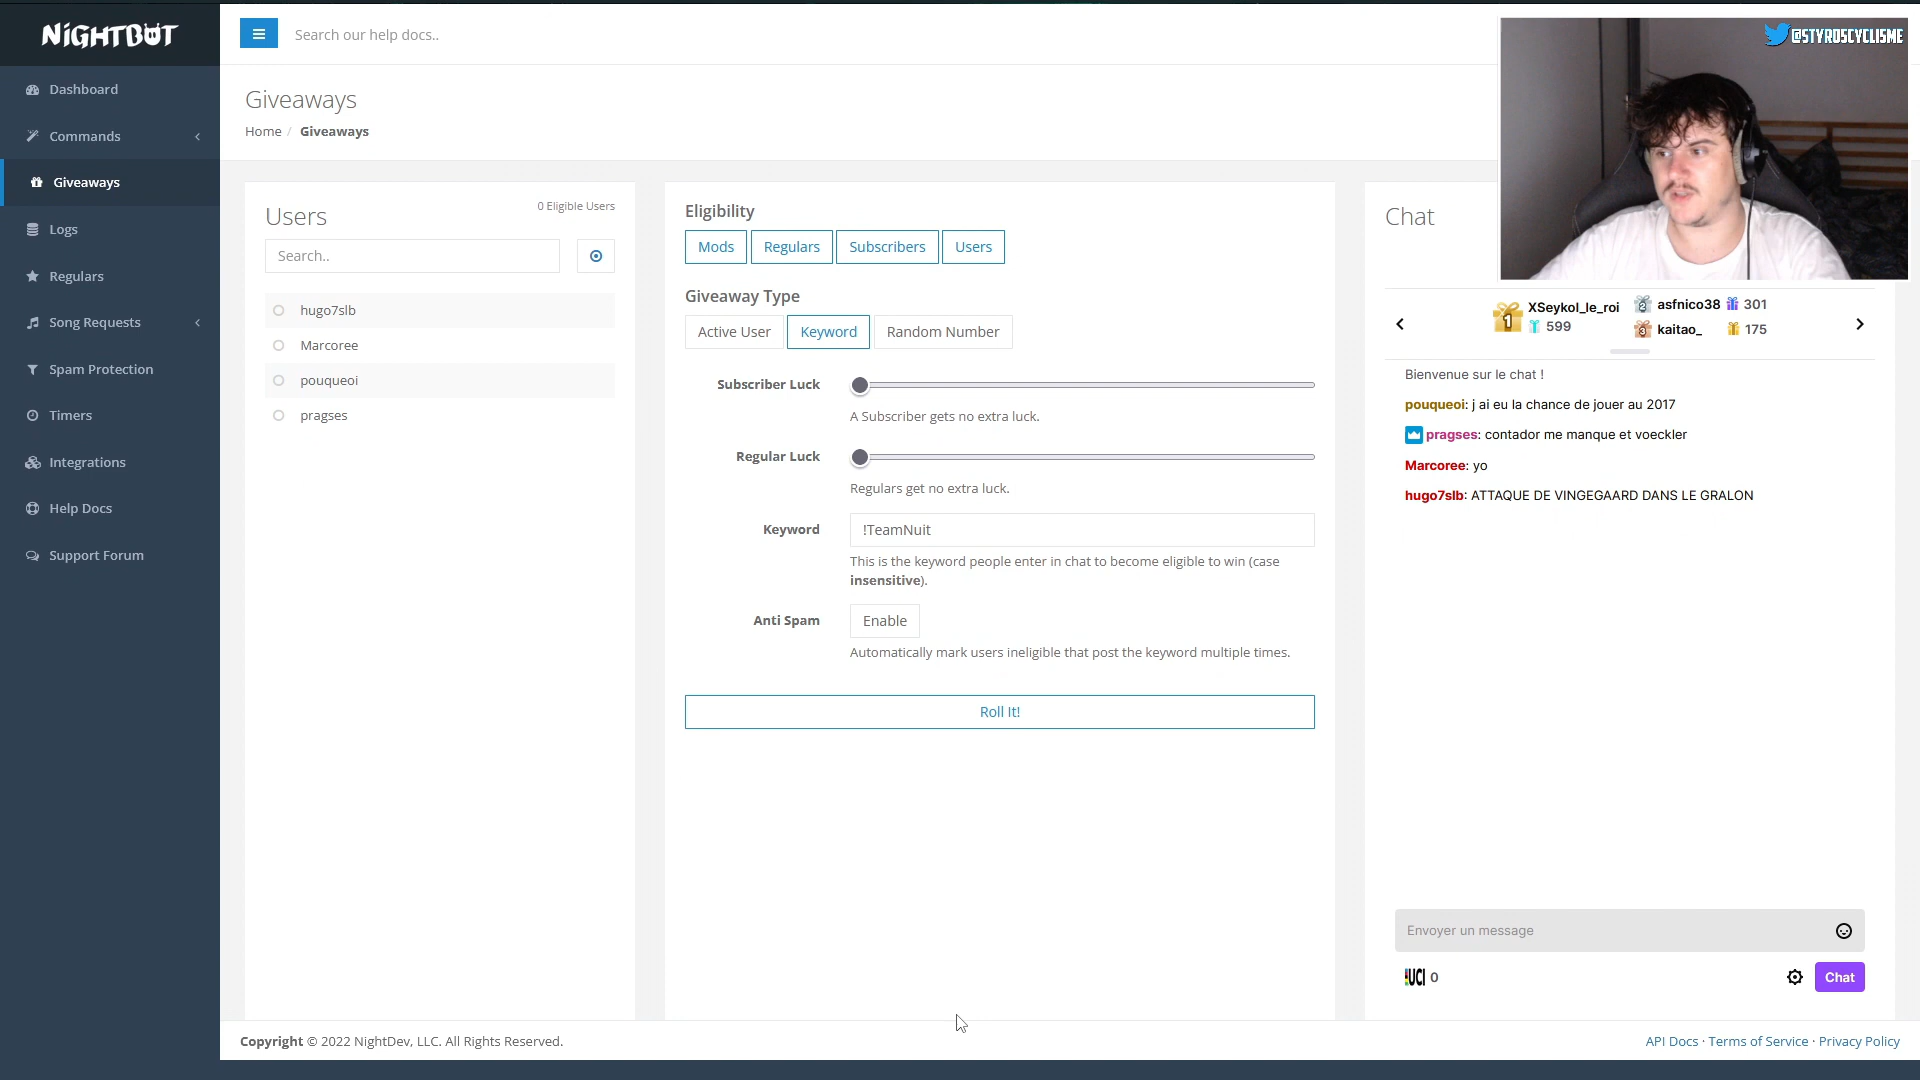 NiGHTBOT
Search our help docs..
@STYROSCYCLISME
Dashboard
Commands
Giveaways
Logs
Regulars
Song Requests
Spam Protection
Timers
Integrations
Help Docs
Support Forum
Giveaways
Home / Giveaways
Users
0 Eligible Users
Search..
hugo7slb
Marcoree
pouqueoi
pragses
Eligibility
Mods Regulars Subscribers Users
Giveaway Type
Active User Keyword Random Number
Subscriber Luck
A Subscriber gets no extra luck.
Regular Luck
Regulars get no extra luck.
Keyword !TeamNuit
This is the keyword people enter in chat to become eligible to win (case
insensitive).
Anti Spam Enable
Automatically mark users ineligible that post the keyword multiple times.
Roll It!
Chat
1 XSeykol_le_roi 599
2 asfnico38 301
3 kaitao_ 175
Bienvenue sur le chat !
pouqueoi: j ai eu la chance de jouer au 2017
pragses: contador me manque et voeckler
Marcoree: yo
hugo7slb: ATTAQUE DE VINGEGAARD DANS LE GRALON
Envoyer un message
UCI 0
Chat
Copyright © 2022 NightDev, LLC. All Rights Reserved.
API Docs · Terms of Service · Privacy Policy